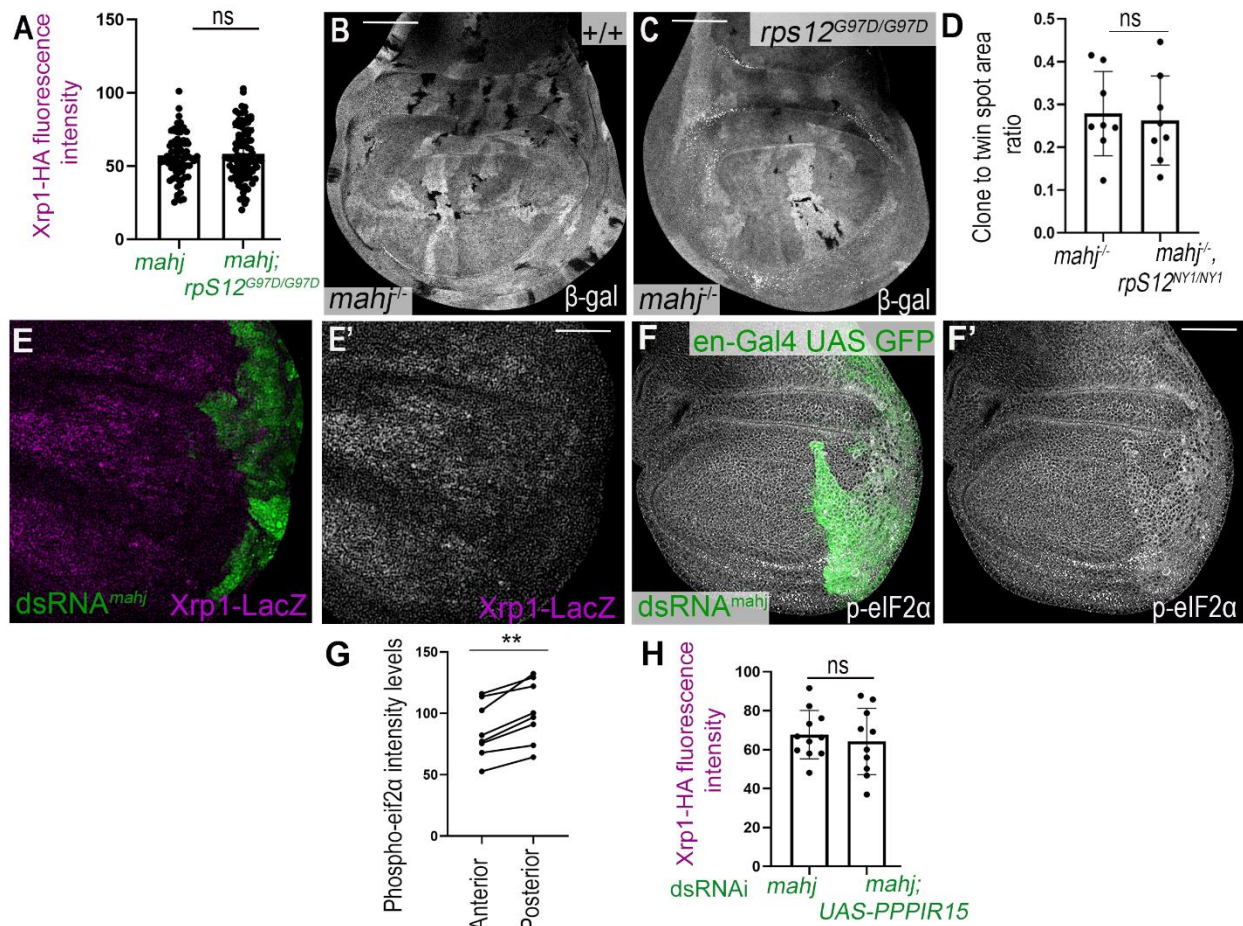 A
Xrp1-HA fluorescence
intensity
ns
150
100
50
0
mahj
mahj;
rpS12G97D/G97D
B
+/+
mahj-/-
β-gal
C
rps12G97D/G97D
mahj-/-
β-gal
D
Clone to twin spot area
ratio
ns
0.5
0.4
0.3
0.2
0.1
0.0
mahj-/-
mahj-/-,
rpS12NY1/NY1
E
dsRNAmahj
Xrp1-LacZ
E'
Xrp1-LacZ
F
en-Gal4 UAS GFP
dsRNAmahj
p-eIF2α
F'
p-eIF2α
G
Phospho-eif2α intensity levels
**
150
100
50
0
Anterior
Posterior
H
Xrp1-HA fluorescence
intensity
ns
100
80
60
40
20
0
dsRNAi
mahj
mahj;
UAS-PPPIR15